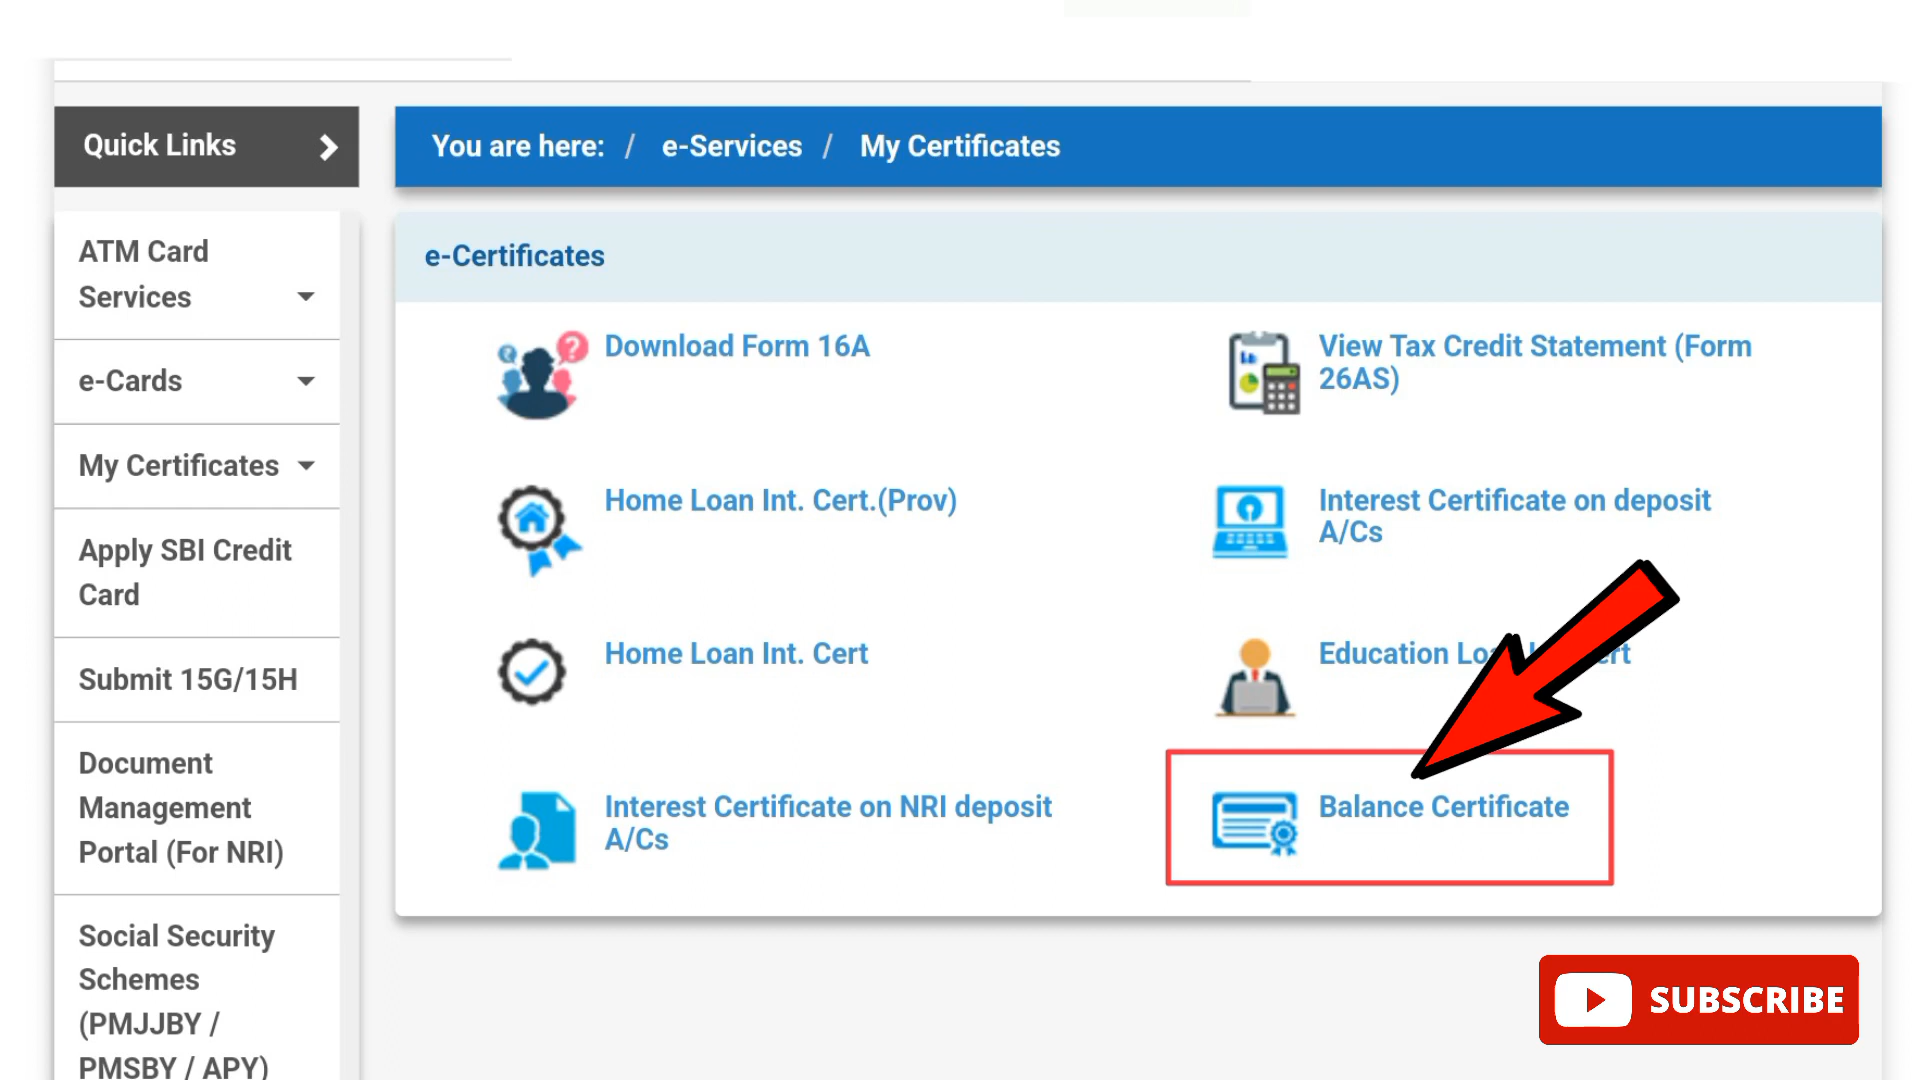 Quick Links
You are here: / e-Services / My Certificates
ATM Card
Services
e-Cards
My Certificates
Apply SBI Credit
Card
Submit 15G/15H
Document
Management
Portal (For NRI)
Social Security
Schemes
(PMJJBY /
PMSBY / APY)
e-Certificates
Download Form 16A
View Tax Credit Statement (Form
26AS)
Home Loan Int. Cert.(Prov)
Interest Certificate on deposit
A/Cs
Home Loan Int. Cert
Education
Interest Certificate on NRI deposit
A/Cs
Balance Certificate
SUBSCRIBE